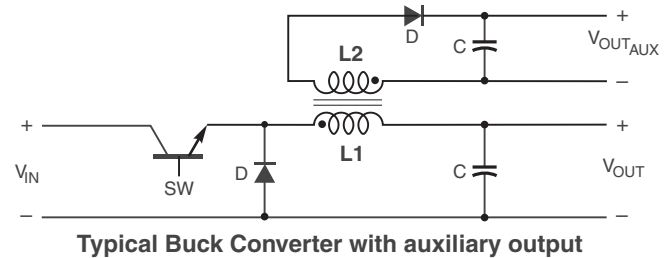 D
C
+
V_OUT_AUX
–
L2
L1
+
V_IN
–
SW
D
C
+
V_OUT
–
Typical Buck Converter with auxiliary output